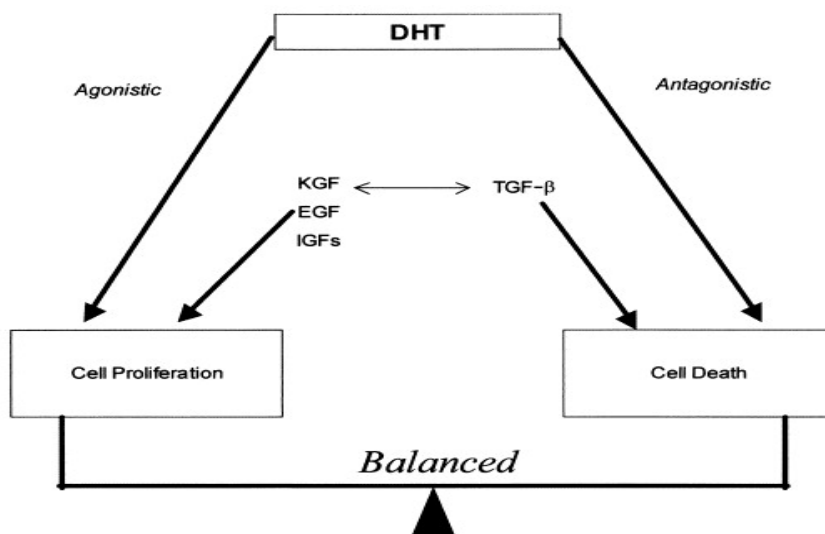 DHT
Agonistic
Antagonistic
KGF
TGF-β
EGF
IGFs
Cell Proliferation
Cell Death
Balanced